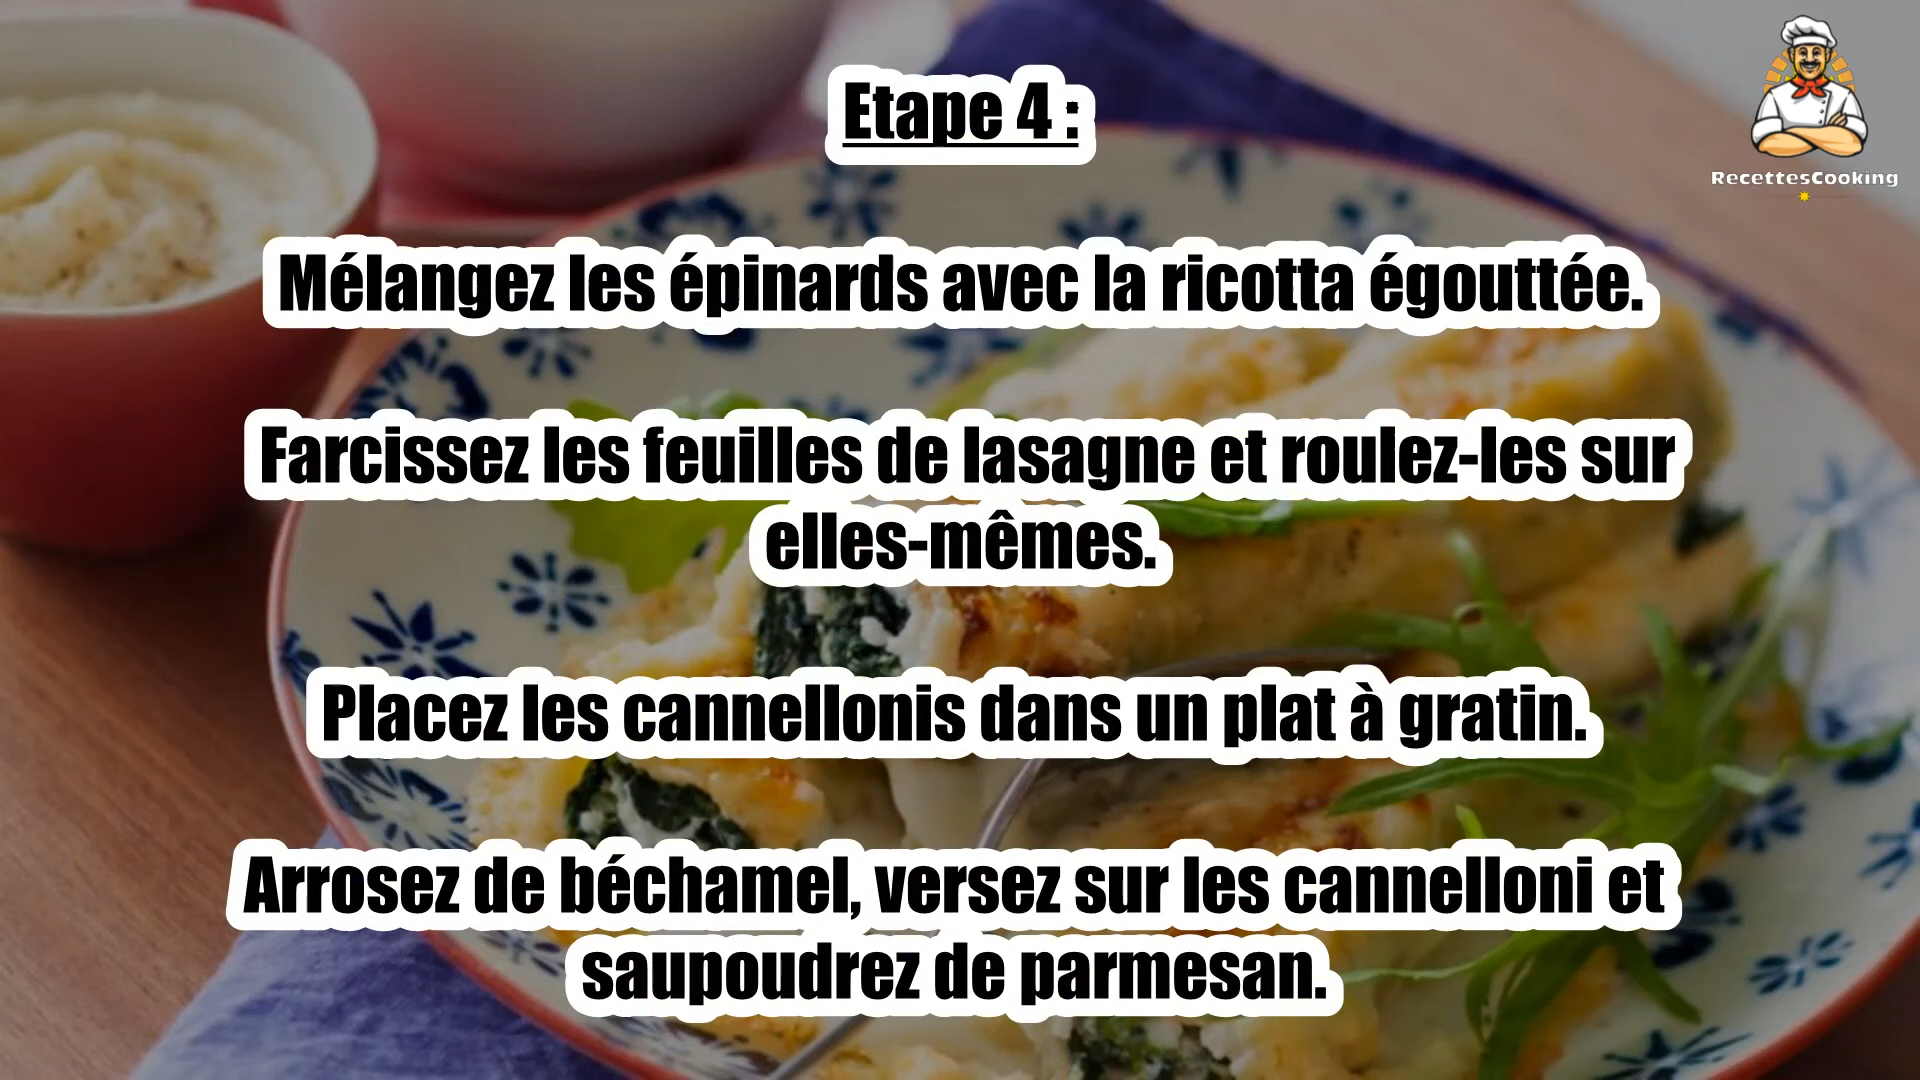 Etape 4 :
RecettesCooking
Mélangez les épinards avec la ricotta égouttée.
Farcissez les feuilles de lasagne et roulez-les sur
elles-mêmes.
Placez les cannellonis dans un plat à gratin.
Arrosez de béchamel, versez sur les cannelloni et
saupoudrez de parmesan.